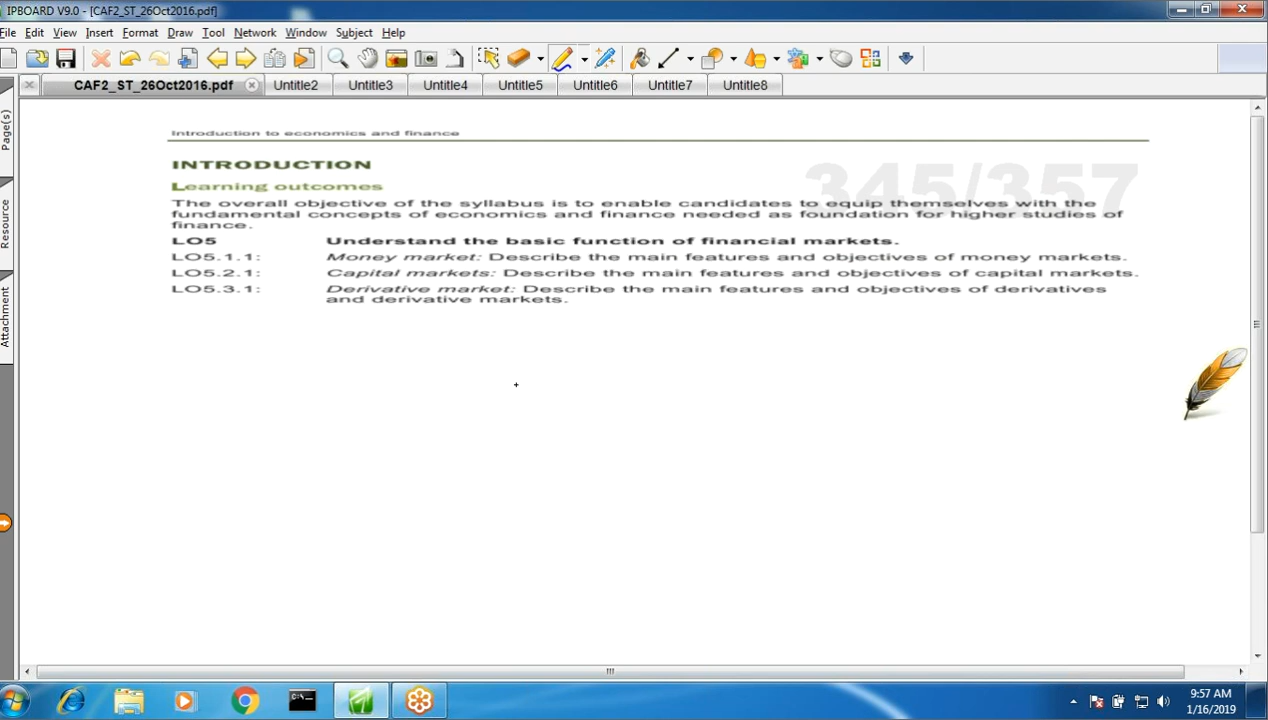 IPBOARD V9.0 - [CAF2_ST_26Oct2016.pdf]
File Edit View Insert Format Draw Tool Network Window Subject Help
CAF2_ST_26Oct2016.pdf Untitle2 Untitle3 Untitle4 Untitle5 Untitle6 Untitle7 Untitle8
Page(s)
Resource
Attachment
Introduction to economics and finance
345/357
INTRODUCTION
Learning outcomes
The overall objective of the syllabus is to enable candidates to equip themselves with the
fundamental concepts of economics and finance needed as foundation for higher studies of
finance.
LO5 Understand the basic function of financial markets.
LO5.1.1: Money market: Describe the main features and objectives of money markets.
LO5.2.1: Capital markets: Describe the main features and objectives of capital markets.
LO5.3.1: Derivative market: Describe the main features and objectives of derivatives
and derivative markets.
9:57 AM
1/16/2019